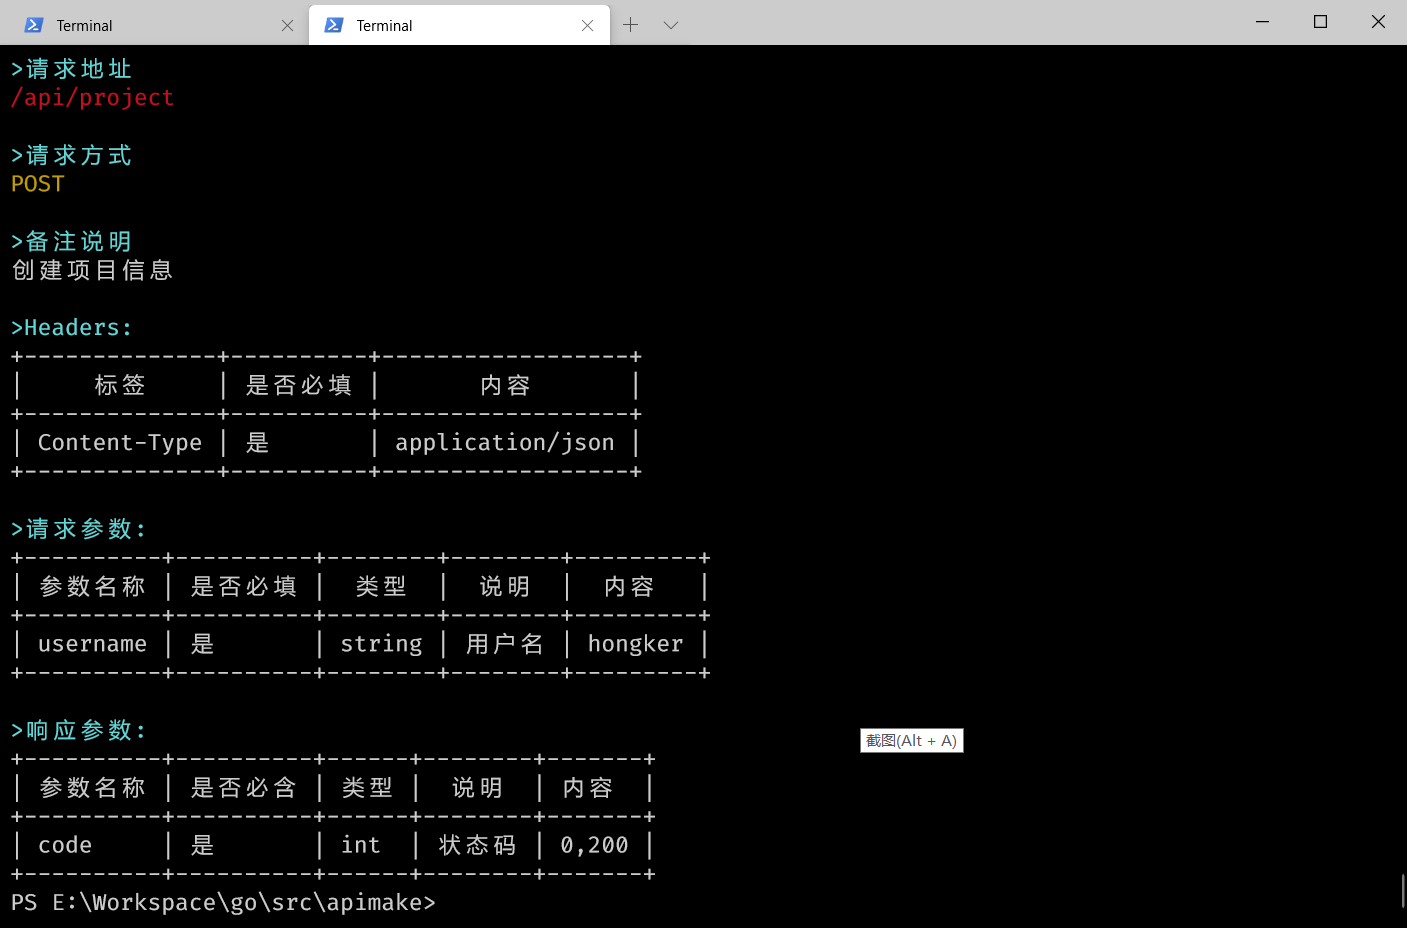 Terminal
Terminal
>请求地址
/api/project
>请求方式
POST
>备注说明
创建项目信息
>Headers:
+--------------+----------+------------------+
| 标签 | 是否必填 | 内容 |
+--------------+----------+------------------+
| Content-Type | 是 | application/json |
+--------------+----------+------------------+
>请求参数:
+----------+----------+--------+--------+---------+
| 参数名称 | 是否必填 | 类型 | 说明 | 内容 |
+----------+----------+--------+--------+---------+
| username | 是 | string | 用户名 | hongker |
+----------+----------+--------+--------+---------+
>响应参数:
截图(Alt + A)
+----------+----------+------+--------+-------+
| 参数名称 | 是否必含 | 类型 | 说明 | 内容 |
+----------+----------+------+--------+-------+
| code | 是 | int | 状态码 | 0,200 |
+----------+----------+------+--------+-------+
PS E:\Workspace\go\src\apimake>